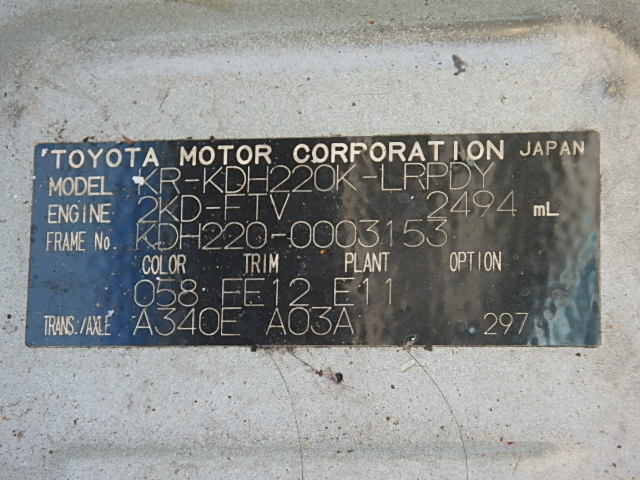 TOYOTA MOTOR CORPORATION JAPAN
MODEL KR-KDH220K-LRPDY
ENGINE 2KD-FTV 2494 mL
FRAME No. KDH220-0003153
COLOR TRIM PLANT OPTION
058 FE12 E11
TRANS./AXLE A340E A03A 297